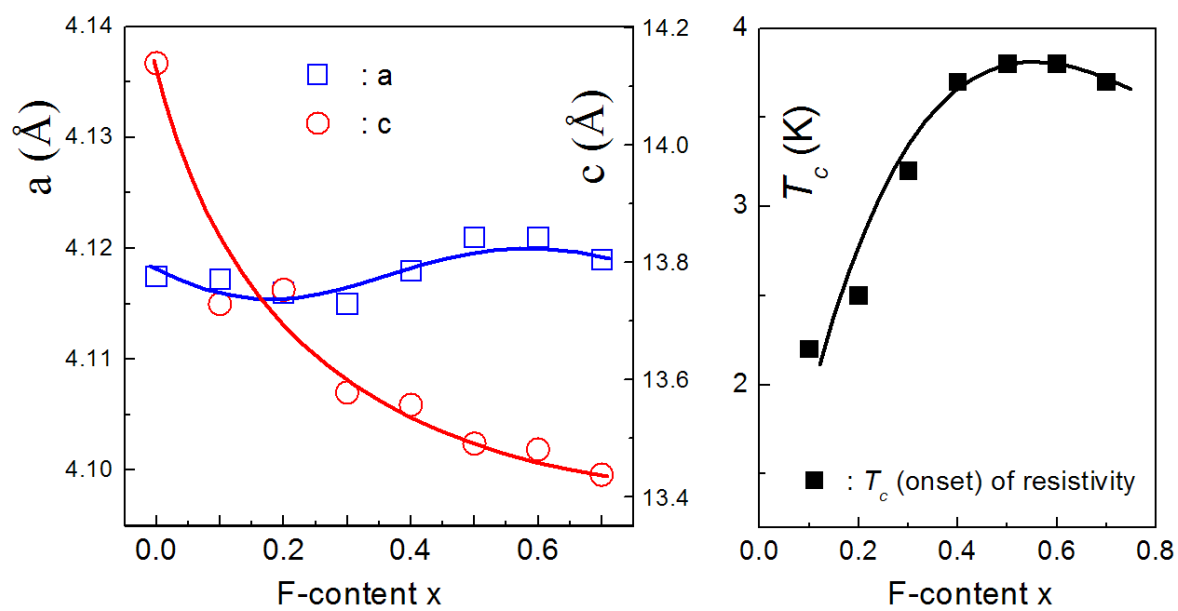 4.14
4.13
4.12
4.11
4.10
a (Å)
: a
: c
14.2
14.0
13.8
13.6
13.4
c (Å)
0.0 0.2 0.4 0.6
F-content x
4
3
2
Tc (K)
: Tc (onset) of resistivity
0.0 0.2 0.4 0.6 0.8
F-content x